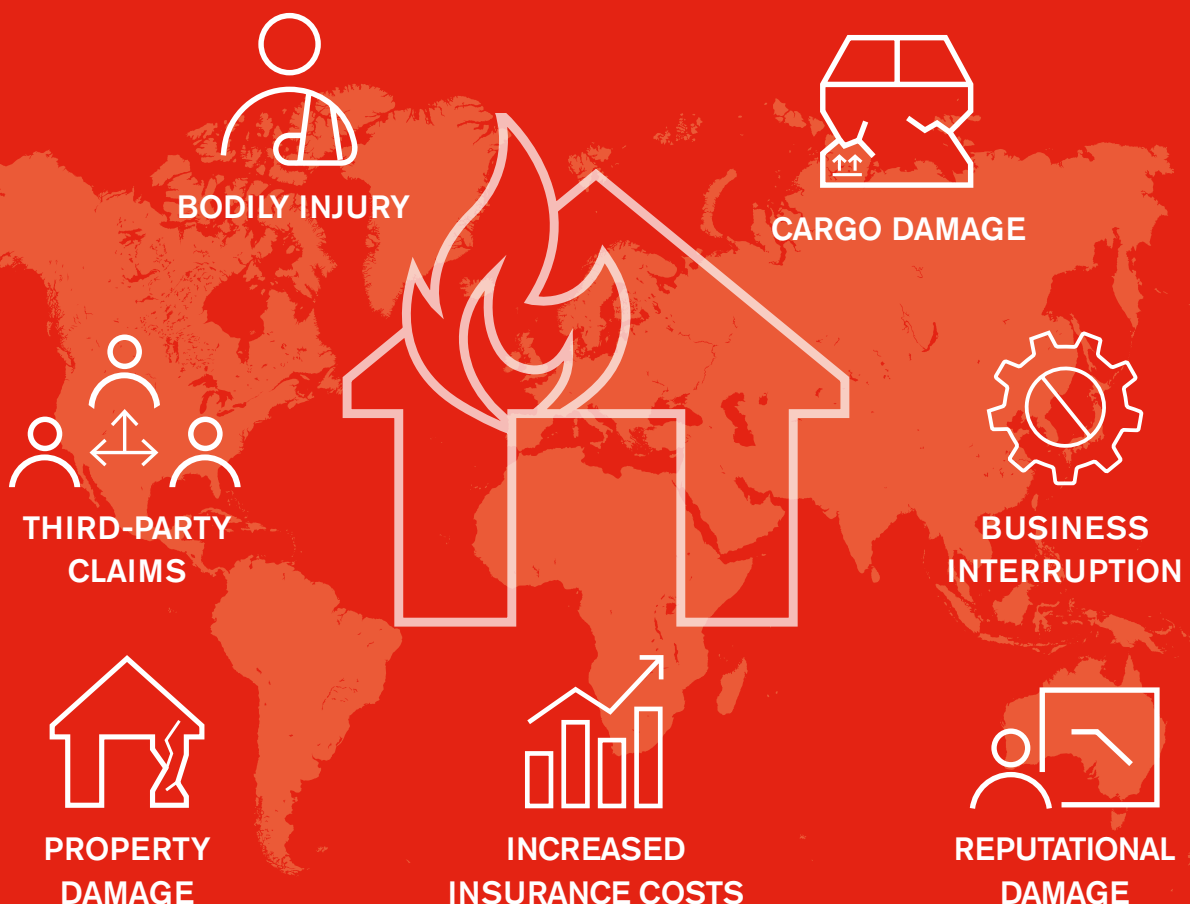 BODILY INJURY
CARGO DAMAGE
THIRD-PARTY
CLAIMS
BUSINESS
INTERRUPTION
PROPERTY
DAMAGE
INCREASED
INSURANCE COSTS
REPUTATIONAL
DAMAGE